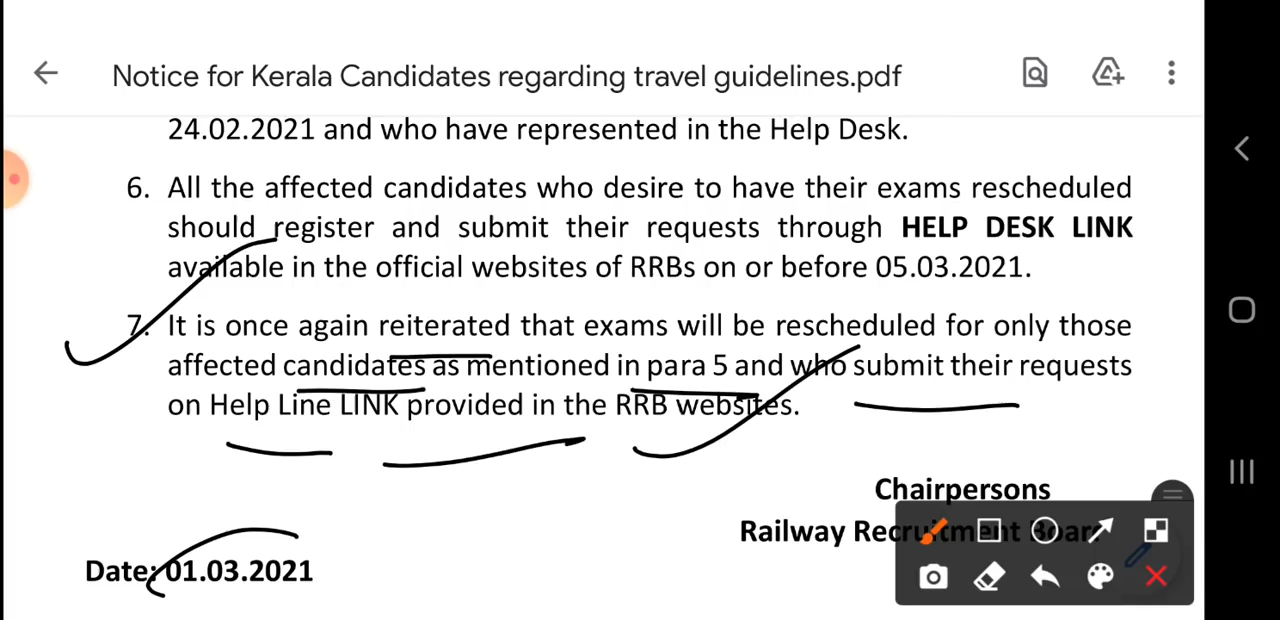 Notice for Kerala Candidates regarding travel guidelines.pdf
24.02.2021 and who have represented in the Help Desk.
6. All the affected candidates who desire to have their exams rescheduled
should register and submit their requests through HELP DESK LINK
available in the official websites of RRBs on or before 05.03.2021.
7. It is once again reiterated that exams will be rescheduled for only those
affected candidates as mentioned in para 5 and who submit their requests
on Help Line LINK provided in the RRB websites.
Chairpersons
Railway Recruitment Board
Date: 01.03.2021